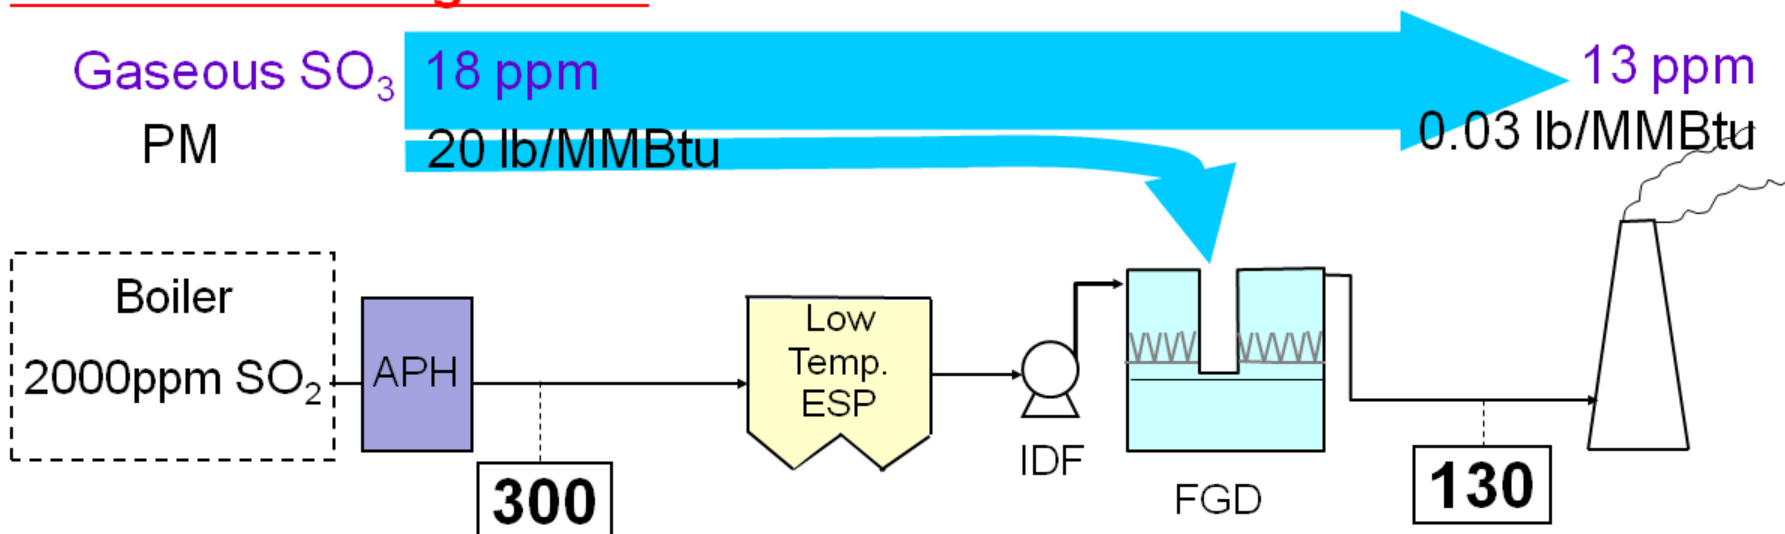 Gaseous SO₃ 18 ppm 13 ppm
PM 20 lb/MMBtu 0.03 lb/MMBtu
Boiler
2000ppm SO₂
APH
Low
Temp.
ESP
IDF
FGD
300
130